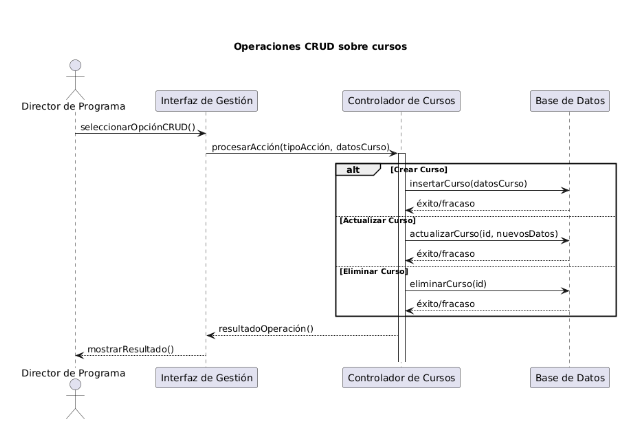 Operaciones CRUD sobre cursos
Director de Programa
Interfaz de Gestión
Controlador de Cursos
Base de Datos
seleccionarOpciónCRUD()
procesarAcción(tipoAcción, datosCurso)
alt [Crear Curso]
insertarCurso(datosCurso)
éxito/fracaso
[Actualizar Curso]
actualizarCurso(id, nuevosDatos)
éxito/fracaso
[Eliminar Curso]
eliminarCurso(id)
éxito/fracaso
resultadoOperación()
mostrarResultado()
Director de Programa
Interfaz de Gestión
Controlador de Cursos
Base de Datos